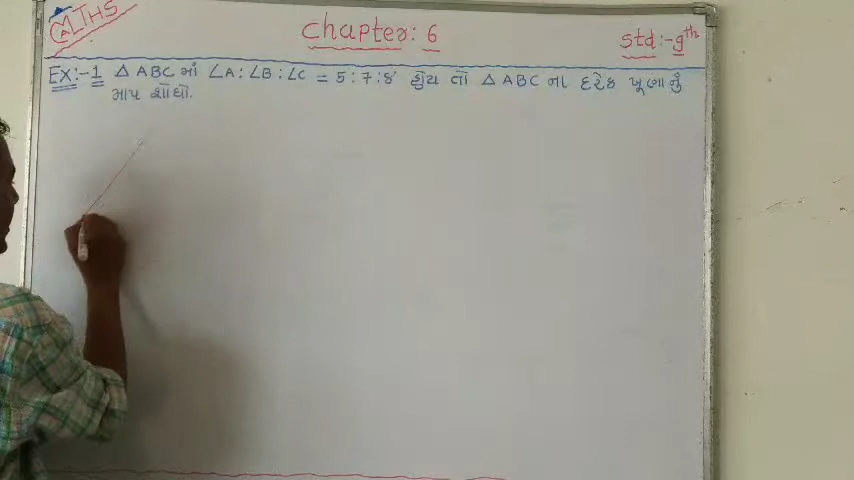 MATHS
Chapter: 6
std:-9th
EX:-1 △ABC માં ∠A:∠B:∠C = 5:7:8 હોય તો △ABC ના દરેક ખૂણાનું
માપ શોધો.